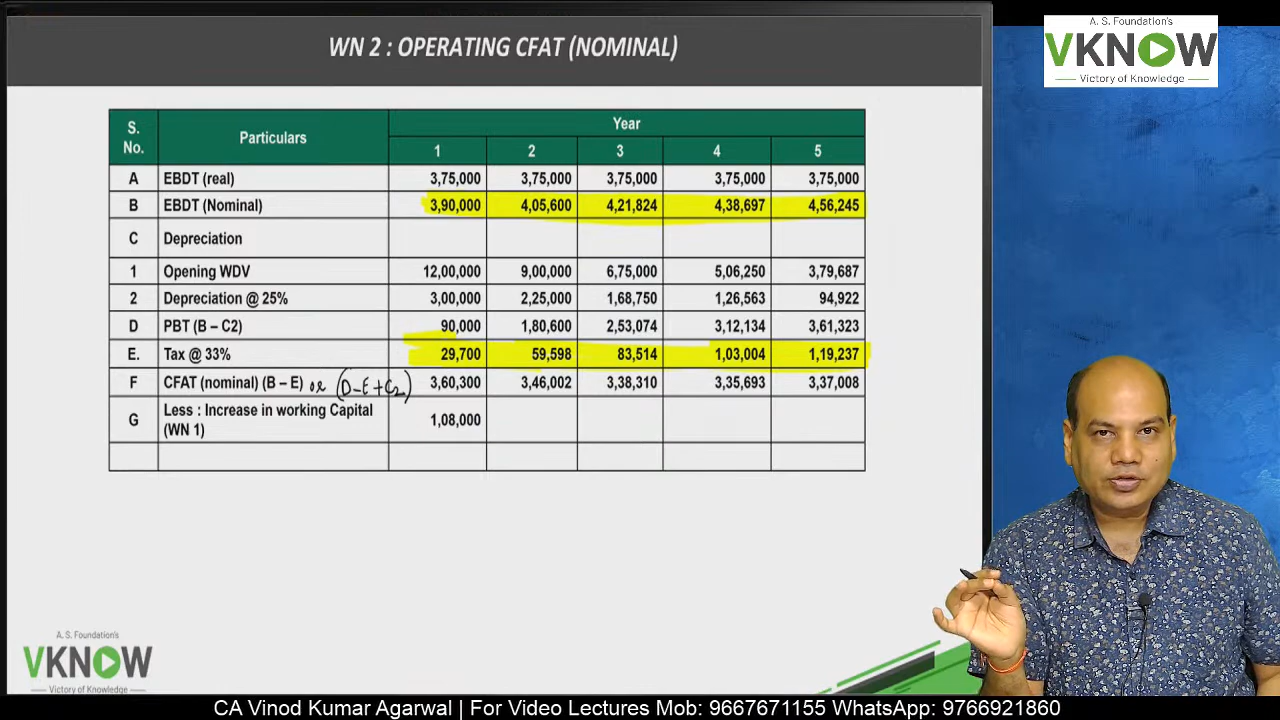 WN 2 : OPERATING CFAT (NOMINAL)
A. S. Foundation's
VKNOW
Victory of Knowledge
S. No. Particulars Year
1 2 3 4 5
A EBDT (real) 3,75,000 3,75,000 3,75,000 3,75,000 3,75,000
B EBDT (Nominal) 3,90,000 4,05,600 4,21,824 4,38,697 4,56,245
C Depreciation
1 Opening WDV 12,00,000 9,00,000 6,75,000 5,06,250 3,79,687
2 Depreciation @ 25% 3,00,000 2,25,000 1,68,750 1,26,563 94,922
D PBT (B – C2) 90,000 1,80,600 2,53,074 3,12,134 3,61,323
E. Tax @ 33% 29,700 59,598 83,514 1,03,004 1,19,237
F CFAT (nominal) (B – E) or (D-E+C2) 3,60,300 3,46,002 3,38,310 3,35,693 3,37,008
G Less : Increase in working Capital (WN 1) 1,08,000
A. S. Foundation's
VKNOW
Victory of Knowledge
CA Vinod Kumar Agarwal | For Video Lectures Mob: 9667671155 WhatsApp: 9766921860